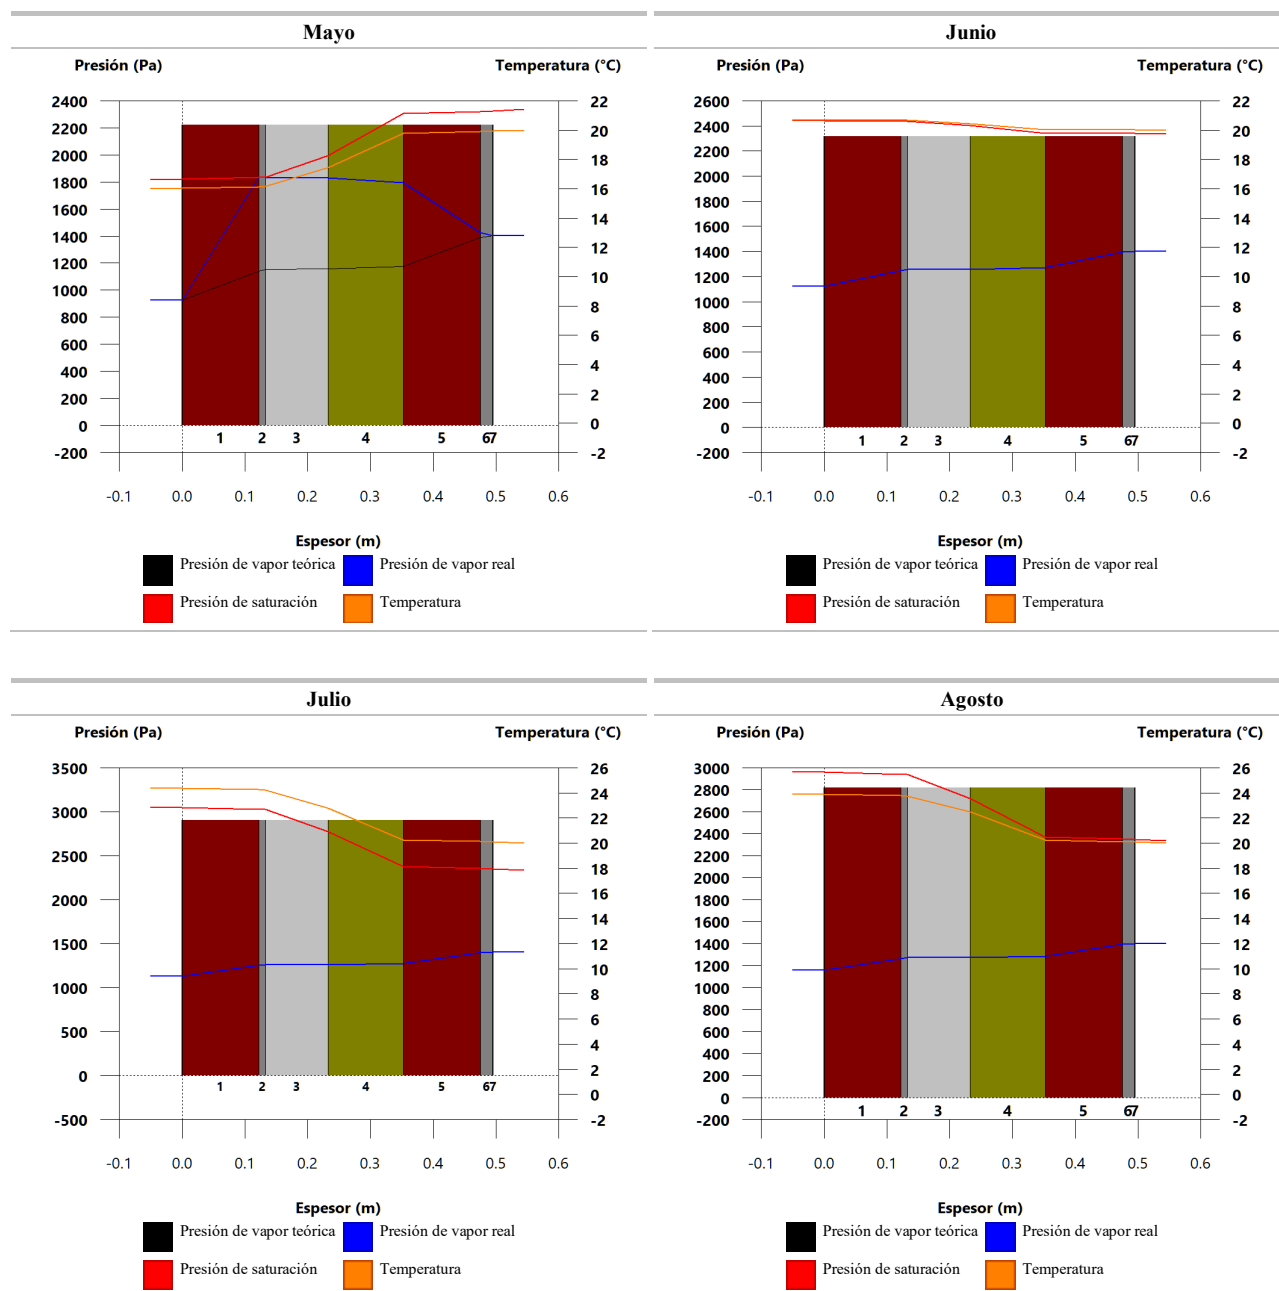 Mayo
Presión (Pa) Temperatura (°C)
2400 22
2200 20
2000 18
1800 16
1600 14
1400 12
1200 10
1000 8
800 6
600 4
400 2
200 0
0 -2
-200
1 2 3 4 5 67
-0.1 0.0 0.1 0.2 0.3 0.4 0.5 0.6
Espesor (m)
Presión de vapor teórica Presión de vapor real
Presión de saturación Temperatura
Junio
Presión (Pa) Temperatura (°C)
2600 22
2400 20
2200 18
2000 16
1800 14
1600 12
1400 10
1200 8
1000 6
800 4
600 2
400 0
200 -2
0
-200
1 2 3 4 5 67
-0.1 0.0 0.1 0.2 0.3 0.4 0.5 0.6
Espesor (m)
Presión de vapor teórica Presión de vapor real
Presión de saturación Temperatura
Julio
Presión (Pa) Temperatura (°C)
3500 26
3000 24
2500 22
2000 20
1500 18
1000 16
500 14
0 12
-500 10
8
6
4
2
0
-2
1 2 3 4 5 67
-0.1 0.0 0.1 0.2 0.3 0.4 0.5 0.6
Espesor (m)
Presión de vapor teórica Presión de vapor real
Presión de saturación Temperatura
Agosto
Presión (Pa) Temperatura (°C)
3000 26
2800 24
2600 22
2400 20
2200 18
2000 16
1800 14
1600 12
1400 10
1200 8
1000 6
800 4
600 2
400 0
200 -2
0
-200
1 2 3 4 5 67
-0.1 0.0 0.1 0.2 0.3 0.4 0.5 0.6
Espesor (m)
Presión de vapor teórica Presión de vapor real
Presión de saturación Temperatura